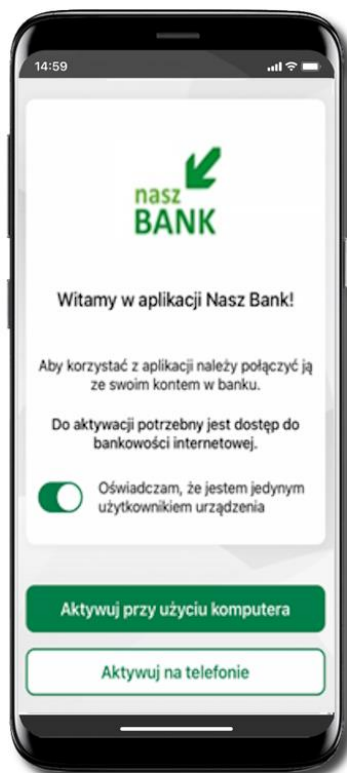 14:59
nasz
BANK
Witamy w aplikacji Nasz Bank!
Aby korzystać z aplikacji należy połączyć ją
ze swoim kontem w banku.
Do aktywacji potrzebny jest dostęp do
bankowości internetowej.
Oświadczam, że jestem jedynym
użytkownikiem urządzenia
Aktywuj przy użyciu komputera
Aktywuj na telefonie